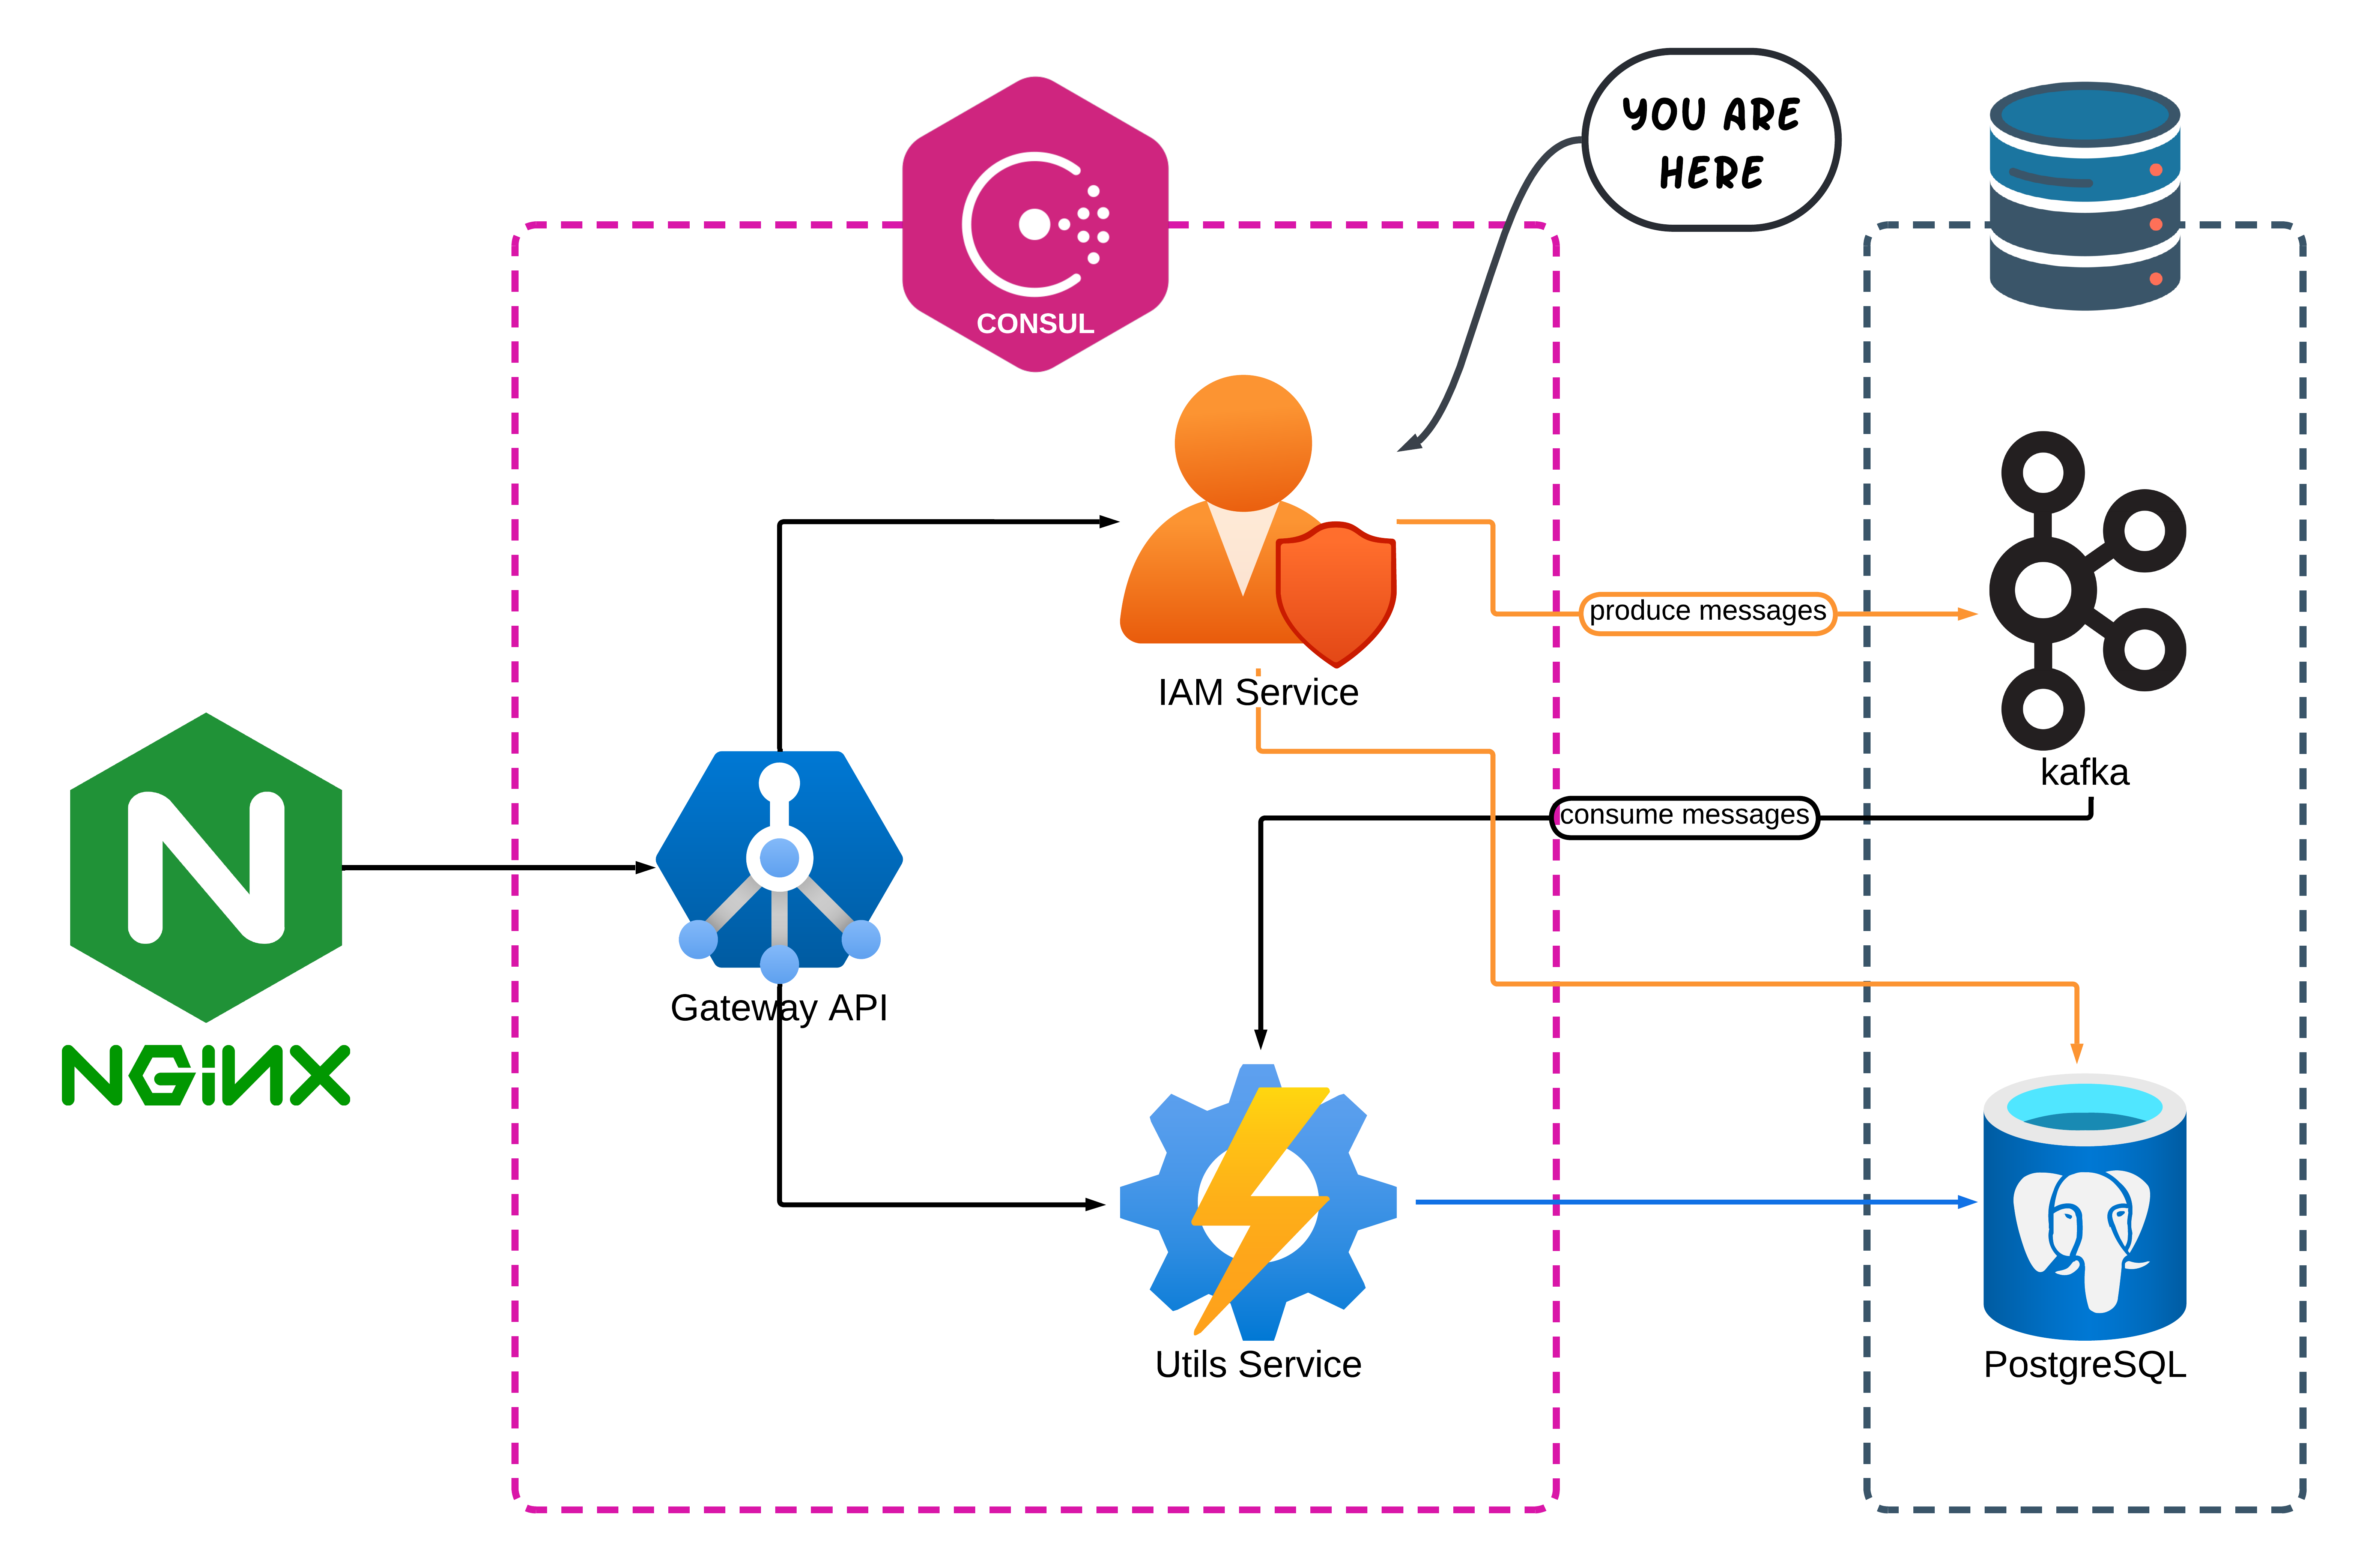 YOU ARE
HERE
CONSUL
produce messages
IAM Service
kafka
consume messages
Gateway API
NGiNX
Utils Service
PostgreSQL